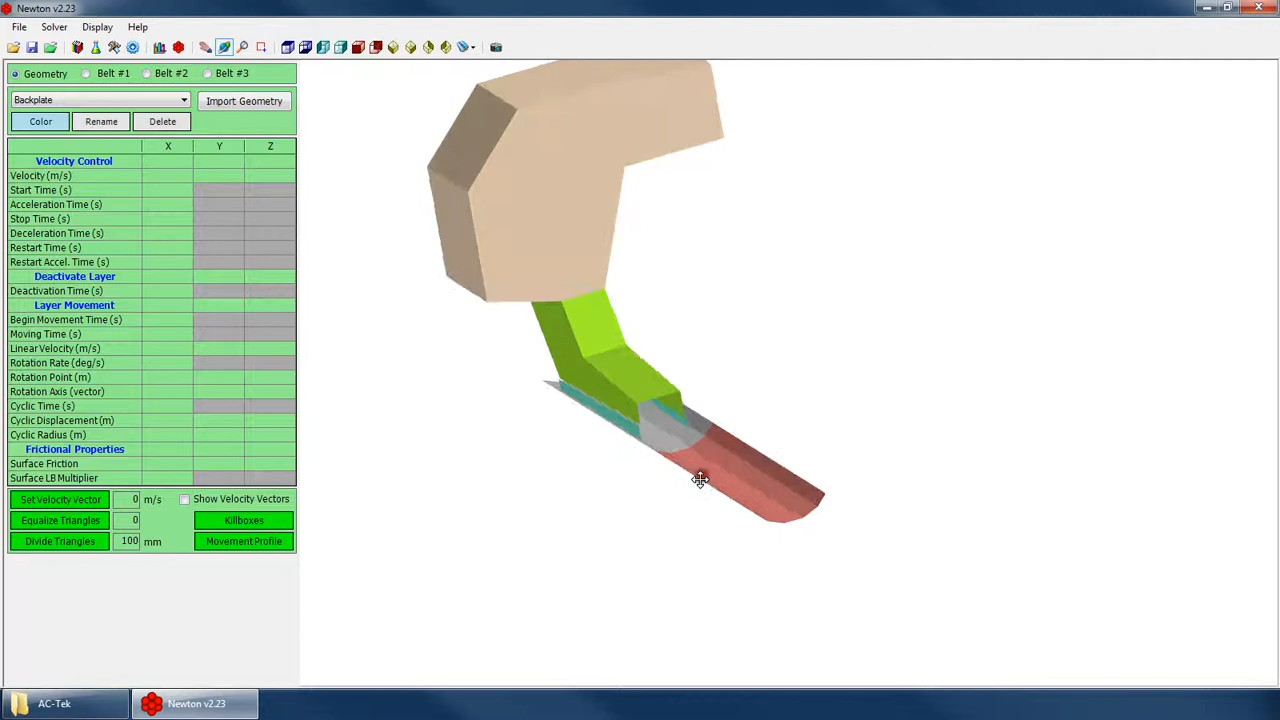 Newton v2.23
File Solver Display Help
Geometry Belt #1 Belt #2 Belt #3
Backplate Import Geometry
Color Rename Delete
X Y Z
Velocity Control
Velocity (m/s)
Start Time (s)
Acceleration Time (s)
Stop Time (s)
Deceleration Time (s)
Restart Time (s)
Restart Accel. Time (s)
Deactivate Layer
Deactivation Time (s)
Layer Movement
Begin Movement Time (s)
Moving Time (s)
Linear Velocity (m/s)
Rotation Rate (deg/s)
Rotation Point (m)
Rotation Axis (vector)
Cyclic Time (s)
Cyclic Displacement (m)
Cyclic Radius (m)
Frictional Properties
Surface Friction
Surface LB Multiplier
Set Velocity Vector 0 m/s Show Velocity Vectors
Equalize Triangles 0 Killboxes
Divide Triangles 100 mm Movement Profile
AC-Tek Newton v2.23